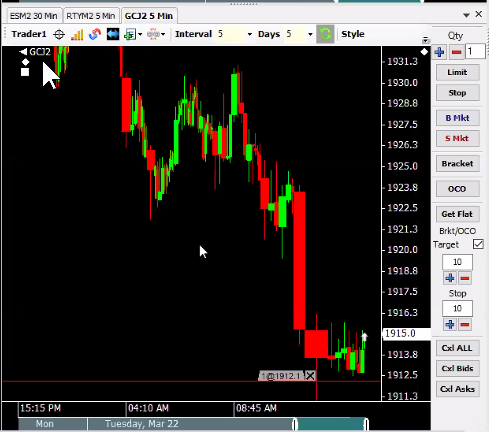 ESM2 30 Min
RTYM2 5 Min
GCJ2 5 Min
Trader1
Interval
5
Days
5
Style
GCJ2
1931.3
1930.0
1928.8
1927.5
1926.3
1925.0
1923.8
1922.5
1921.3
1920.0
1918.8
1917.5
1916.3
1915.0
1913.8
1912.5
1911.3
1@1912.1
15:15 PM
04:10 AM
08:45 AM
Mon
Tuesday, Mar 22
Qty
1
Limit
Stop
B Mkt
S Mkt
Bracket
OCO
Get Flat
Brkt/OCO
Target
10
Stop
10
Cxl ALL
Cxl Bids
Cxl Asks